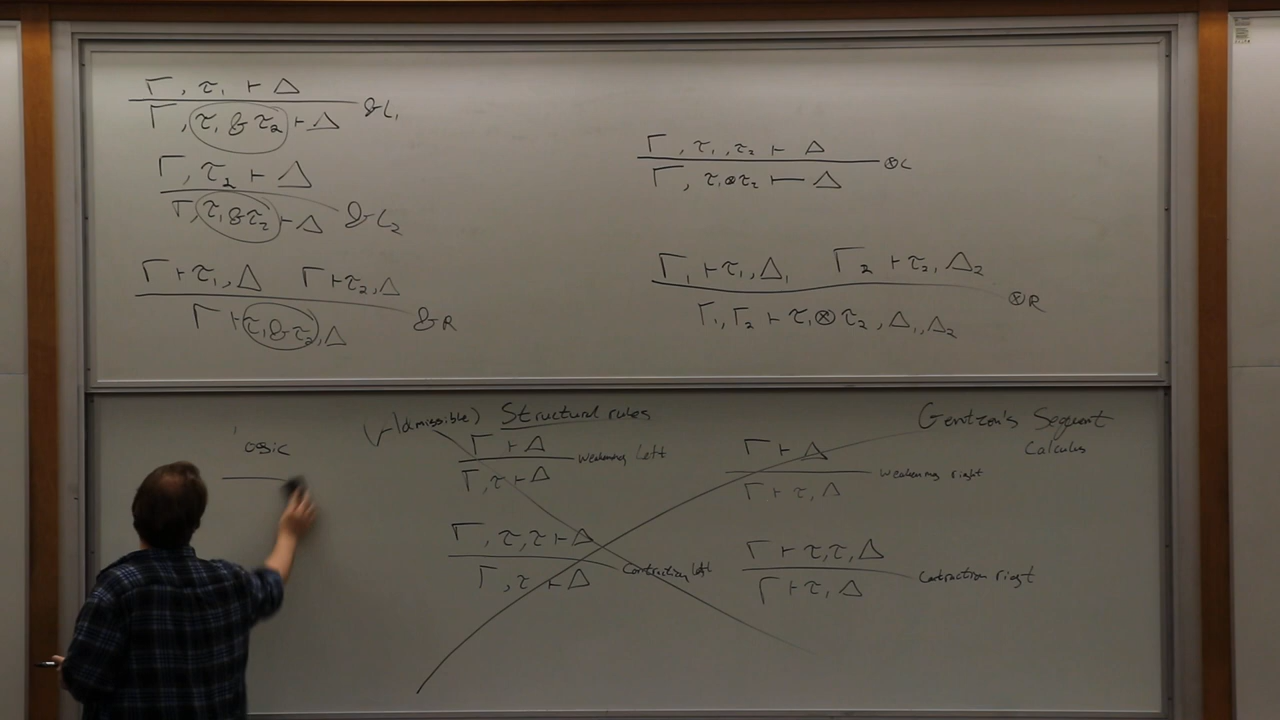 Γ, τ₁ ⊢ Δ
Γ, τ₁ & τ₂ ⊢ Δ &L₁
Γ, τ₂ ⊢ Δ
Γ, τ₁ & τ₂ ⊢ Δ &L₂
Γ ⊢ τ₁, Δ Γ ⊢ τ₂, Δ
Γ ⊢ τ₁ & τ₂, Δ &R
Γ, τ₁, τ₂ ⊢ Δ
Γ, τ₁ ⊗ τ₂ ⊢ Δ ⊗L
Γ₁ ⊢ τ₁, Δ₁ Γ₂ ⊢ τ₂, Δ₂
Γ₁, Γ₂ ⊢ τ₁ ⊗ τ₂, Δ₁, Δ₂ ⊗R
ogic
(Admissible) Structural rules
Γ ⊢ Δ
Γ, τ ⊢ Δ weakening left
Γ, τ, τ ⊢ Δ
Γ, τ ⊢ Δ Contraction left
Gentzen's Sequent
Calculus
Γ ⊢ Δ
Γ ⊢ τ, Δ weakening right
Γ ⊢ τ, τ, Δ
Γ ⊢ τ, Δ Contraction right